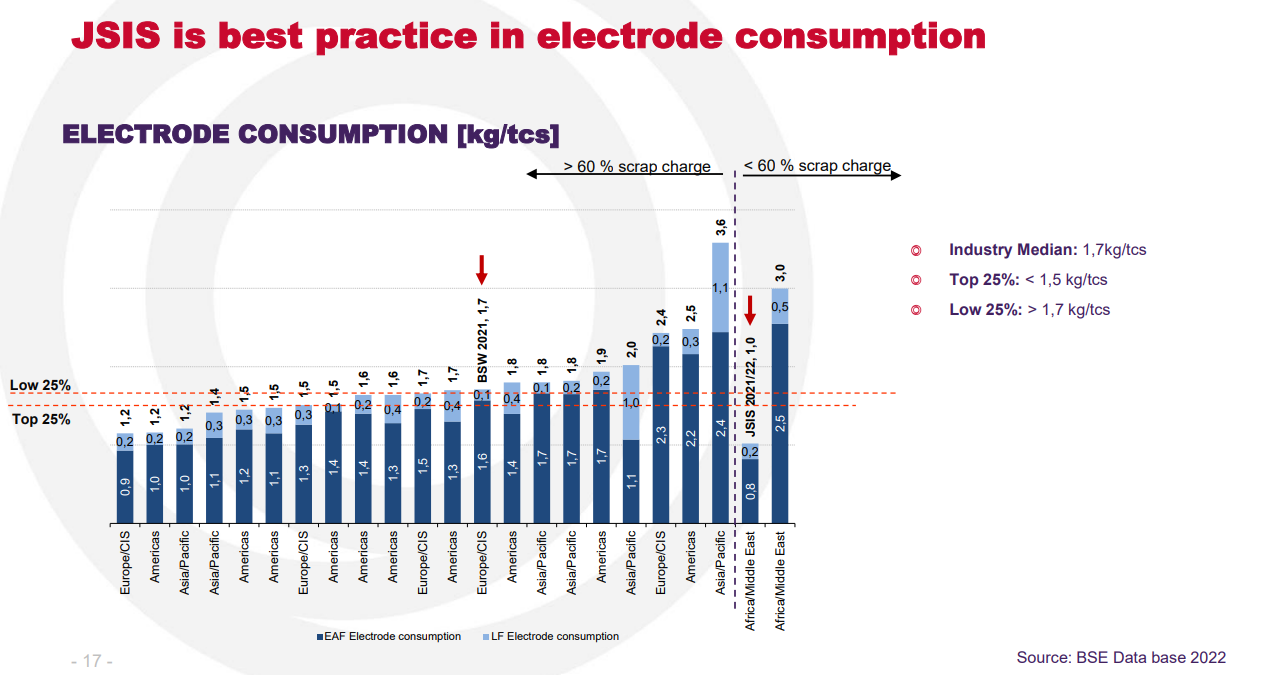 JSIS is best practice in electrode consumption
ELECTRODE CONSUMPTION [kg/tcs]
> 60 % scrap charge
< 60 % scrap charge
Industry Median: 1,7kg/tcs
Top 25%: < 1,5 kg/tcs
Low 25%: > 1,7 kg/tcs
Low 25%
Top 25%
1,2 1,2 1,2 1,4 1,5 1,5 1,5 1,5 1,6 1,6 1,7 1,7 BSW 2021, 1,7 1,8 1,8 1,8 1,9 2,0 2,4 2,5 3,6 JSIS 2021/22, 1,0 3,0
0,2 0,2 0,2 0,3 0,3 0,3 0,3 0,1 0,2 0,4 0,2 0,4 0,1 0,4 0,1 0,2 0,2 1,0 0,2 0,3 1,1 0,2 0,5
0,9 1,0 1,0 1,1 1,2 1,1 1,3 1,4 1,4 1,3 1,5 1,3 1,6 1,4 1,7 1,7 1,7 1,1 2,3 2,2 2,4 0,8 2,5
Europe/CIS
Americas
Asia/Pacific
Asia/Pacific
Americas
Americas
Europe/CIS
Americas
Americas
Americas
Europe/CIS
Americas
Europe/CIS
Americas
Asia/Pacific
Asia/Pacific
Americas
Asia/Pacific
Europe/CIS
Americas
Asia/Pacific
Africa/Middle East
Africa/Middle East
EAF Electrode consumption
LF Electrode consumption
- 17 -
Source: BSE Data base 2022